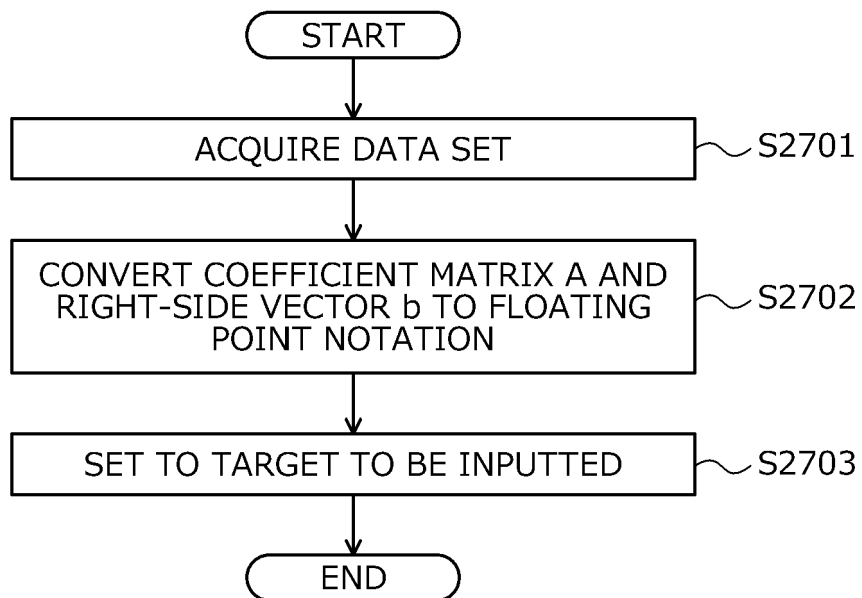 START
ACQUIRE DATA SET
S2701
CONVERT COEFFICIENT MATRIX A AND
RIGHT-SIDE VECTOR b TO FLOATING
POINT NOTATION
S2702
SET TO TARGET TO BE INPUTTED
S2703
END